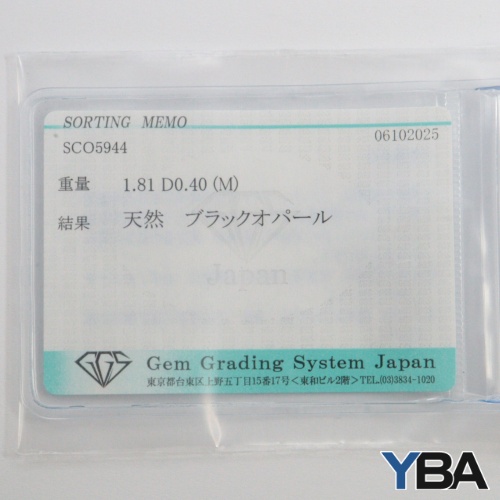 SORTING MEMO
SCO5944 06102025
重量 1.81 D0.40 (M)
結果 天然 ブラックオパール
Japan
GGS Gem Grading System Japan
東京都台東区上野五丁目15番17号<東和ビル2階>TEL.(03)3834-1020
YBA